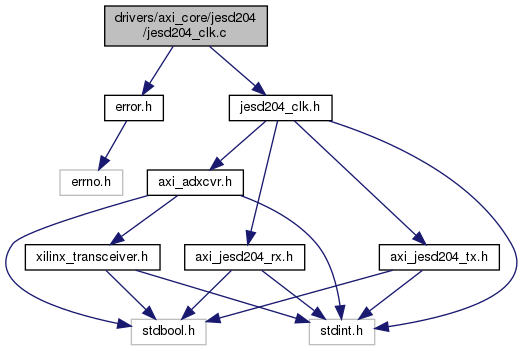 drivers/axi_core/jesd204
/jesd204_clk.c
error.h
jesd204_clk.h
errno.h
axi_adxcvr.h
xilinx_transceiver.h
axi_jesd204_rx.h
axi_jesd204_tx.h
stdbool.h
stdint.h